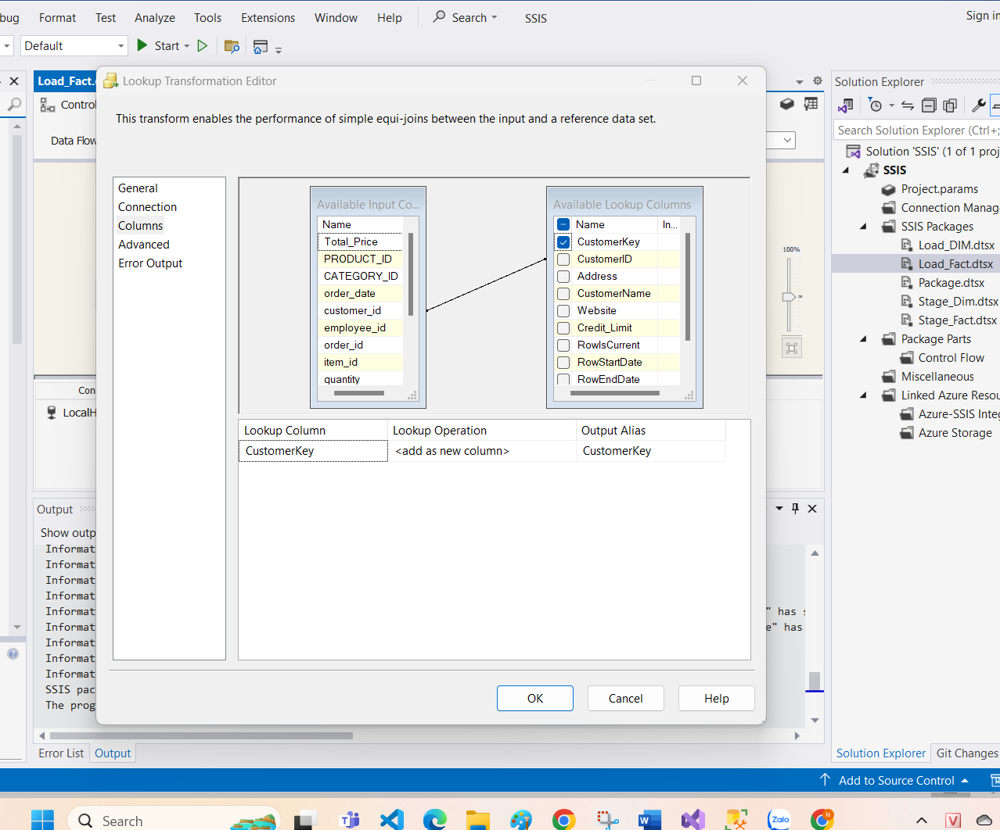 bug Format Test Analyze Tools Extensions Window Help Search SSIS Sign in
Default Start
Load_Fact.
Lookup Transformation Editor
Control
This transform enables the performance of simple equi-joins between the input and a reference data set.
Data Flow
General
Connection
Columns
Advanced
Error Output
Available Input Co...
Name
Total_Price
PRODUCT_ID
CATEGORY_ID
order_date
customer_id
employee_id
order_id
item_id
quantity
Available Lookup Columns
Name In...
CustomerKey
CustomerID
Address
CustomerName
Website
Credit_Limit
RowIsCurrent
RowStartDate
RowEndDate
Lookup Column Lookup Operation Output Alias
CustomerKey <add as new column> CustomerKey
OK Cancel Help
100%
Con
LocalH
Output
Show outp
Informat
Informat
Informat
Informat
Informat
" has s
Informat
e" has
Informat
Informat
Informat
SSIS pac
The prog
Error List Output
Solution Explorer
Search Solution Explorer (Ctrl+;
Solution 'SSIS' (1 of 1 proj
SSIS
Project.params
Connection Manag
SSIS Packages
Load_DIM.dtsx
Load_Fact.dtsx
Package.dtsx
Stage_Dim.dtsx
Stage_Fact.dtsx
Package Parts
Control Flow
Miscellaneous
Linked Azure Resou
Azure-SSIS Integ
Azure Storage
Solution Explorer Git Changes
Add to Source Control
Search
Zalo
N
V